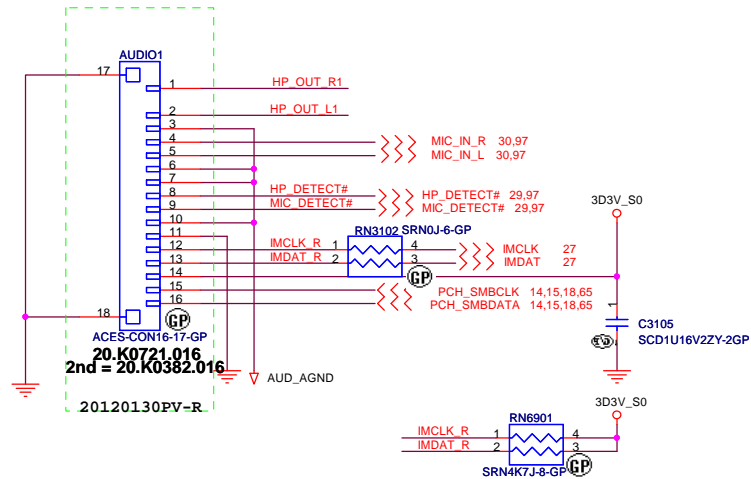 AUDIO1
17
1 HP_OUT_R1
2 HP_OUT_L1
3
4 MIC_IN_R 30,97
5 MIC_IN_L 30,97
6
7
8 HP_DETECT# HP_DETECT# 29,97
9 MIC_DETECT# MIC_DETECT# 29,97
10
RN3102 SRN0J-6-GP
11
12 IMCLK_R 1 4 IMCLK 27
13 IMDAT_R 2 3 IMDAT 27
14 GP
15 PCH_SMBCLK 14,15,18,65
16 PCH_SMBDATA 14,15,18,65
18
GP
ACES-CON16-17-GP
20.K0721.016
2nd = 20.K0382.016
AUD_AGND
20120130PV-R
3D3V_S0
1
C3105
SCD1U16V2ZY-2GP
3D3V_S0
RN6901
IMCLK_R 1 4
IMDAT_R 2 3
SRN4K7J-8-GP GP